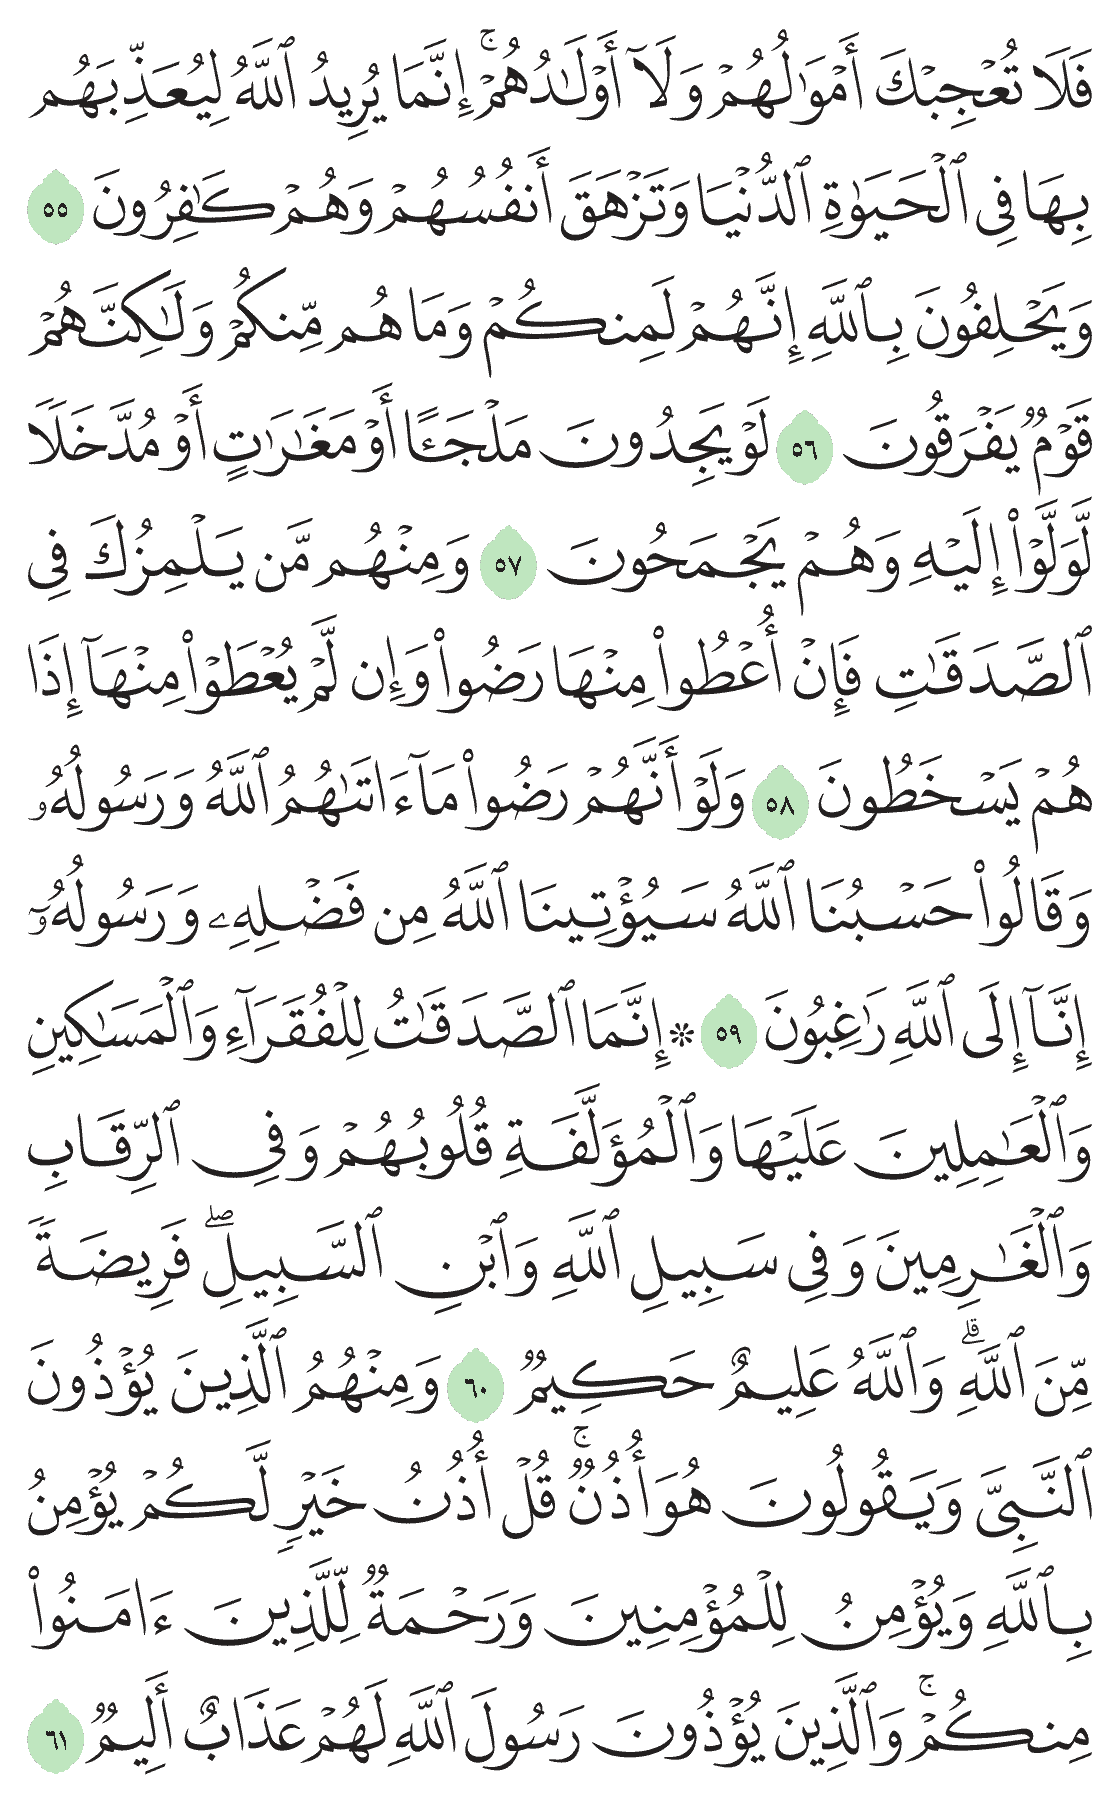 فَلَا تُعۡجِبۡكَ أَمۡوَٰلُهُمۡ وَلَآ أَوۡلَٰدُهُمۡۚ إِنَّمَا يُرِيدُ ٱللَّهُ لِيُعَذِّبَهُم
بِهَا فِي ٱلۡحَيَوٰةِ ٱلدُّنۡيَا وَتَزۡهَقَ أَنفُسُهُمۡ وَهُمۡ كَٰفِرُونَ ٥٥
وَيَحۡلِفُونَ بِٱللَّهِ إِنَّهُمۡ لَمِنكُمۡ وَمَا هُم مِّنكُمۡ وَلَٰكِنَّهُمۡ
قَوۡمٞ يَفۡرَقُونَ ٥٦ لَوۡ يَجِدُونَ مَلۡجَـًٔا أَوۡ مَغَٰرَٰتٍ أَوۡ مُدَّخَلٗا
لَّوَلَّوۡاْ إِلَيۡهِ وَهُمۡ يَجۡمَحُونَ ٥٧ وَمِنۡهُم مَّن يَلۡمِزُكَ فِي
ٱلصَّدَقَٰتِ فَإِنۡ أُعۡطُواْ مِنۡهَا رَضُواْ وَإِن لَّمۡ يُعۡطَوۡاْ مِنۡهَآ إِذَا
هُمۡ يَسۡخَطُونَ ٥٨ وَلَوۡ أَنَّهُمۡ رَضُواْ مَآ ءَاتَىٰهُمُ ٱللَّهُ وَرَسُولُهُۥ
وَقَالُواْ حَسۡبُنَا ٱللَّهُ سَيُؤۡتِينَا ٱللَّهُ مِن فَضۡلِهِۦ وَرَسُولُهُۥٓ
إِنَّآ إِلَى ٱللَّهِ رَٰغِبُونَ ٥٩ ۞ إِنَّمَا ٱلصَّدَقَٰتُ لِلۡفُقَرَآءِ وَٱلۡمَسَٰكِينِ
وَٱلۡعَٰمِلِينَ عَلَيۡهَا وَٱلۡمُؤَلَّفَةِ قُلُوبُهُمۡ وَفِي ٱلرِّقَابِ
وَٱلۡغَٰرِمِينَ وَفِي سَبِيلِ ٱللَّهِ وَٱبۡنِ ٱلسَّبِيلِۖ فَرِيضَةٗ
مِّنَ ٱللَّهِۗ وَٱللَّهُ عَلِيمٌ حَكِيمٞ ٦٠ وَمِنۡهُمُ ٱلَّذِينَ يُؤۡذُونَ
ٱلنَّبِيَّ وَيَقُولُونَ هُوَ أُذُنٞۚ قُلۡ أُذُنُ خَيۡرٖ لَّكُمۡ يُؤۡمِنُ
بِٱللَّهِ وَيُؤۡمِنُ لِلۡمُؤۡمِنِينَ وَرَحۡمَةٞ لِّلَّذِينَ ءَامَنُواْ
مِنكُمۡۚ وَٱلَّذِينَ يُؤۡذُونَ رَسُولَ ٱللَّهِ لَهُمۡ عَذَابٌ أَلِيمٞ ٦١